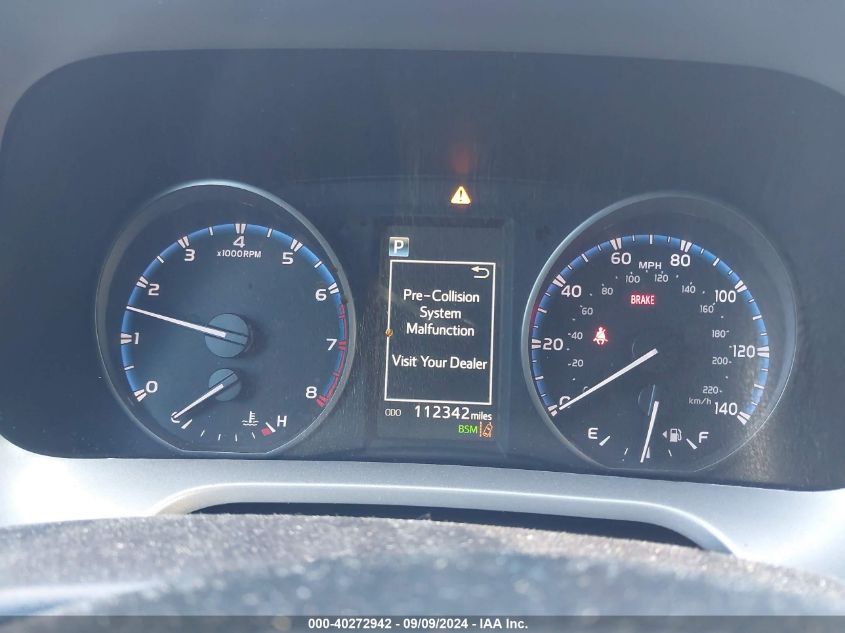 0 1 2 3 4 5 6 7 8
x1000RPM
H
P
Pre-Collision
System
Malfunction
Visit Your Dealer
ODO 112342 miles
BSM
0 20 40 60 80 100 120 140
MPH
BRAKE
0 20 40 60 80 100 120 140 160 180 200 220
km/h
E F
000-40272942 - 09/09/2024 - IAA Inc.